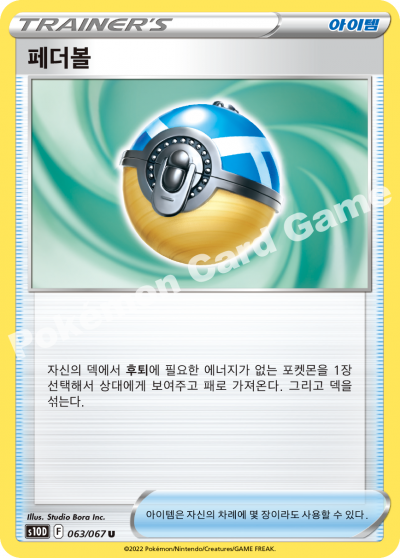 TRAINER'S 아이템
페더볼
Pokémon Card Game
자신의 덱에서 후퇴에 필요한 에너지가 없는 포켓몬을 1장
선택해서 상대에게 보여주고 패로 가져온다. 그리고 덱을
섞는다.
Illus. Studio Bora Inc.
s10D F 063/067 U
아이템은 자신의 차례에 몇 장이라도 사용할 수 있다.
©2022 Pokémon/Nintendo/Creatures/GAME FREAK.